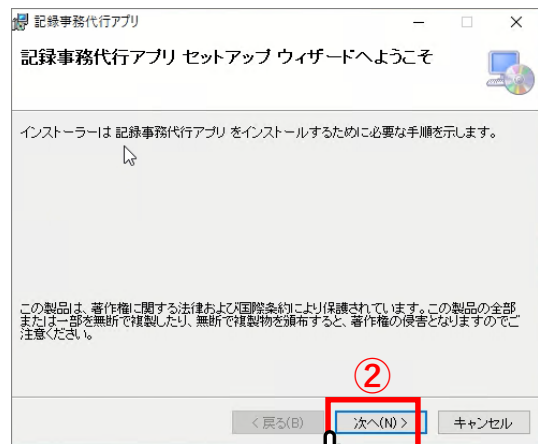 記録事務代行アプリ
記録事務代行アプリ セットアップ ウィザードへようこそ
インストーラーは 記録事務代行アプリ をインストールするために必要な手順を示します。
この製品は、著作権に関する法律および国際条約により保護されています。この製品の全部
または一部を無断で複製したり、無断で複製物を頒布すると、著作権の侵害となりますのでご
注意ください。
②
< 戻る(B) 次へ(N) > キャンセル